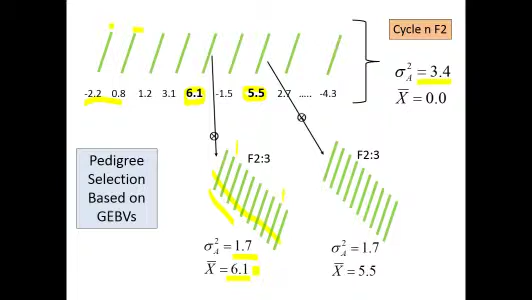 Cycle n F2
σ²A = 3.4
X̄ = 0.0
-2.2 0.8 1.2 3.1 6.1 -1.5 5.5 2.7 ..... -4.3
Pedigree
Selection
Based on
GEBVs
F2:3
σ²A = 1.7
X̄ = 6.1
F2:3
σ²A = 1.7
X̄ = 5.5